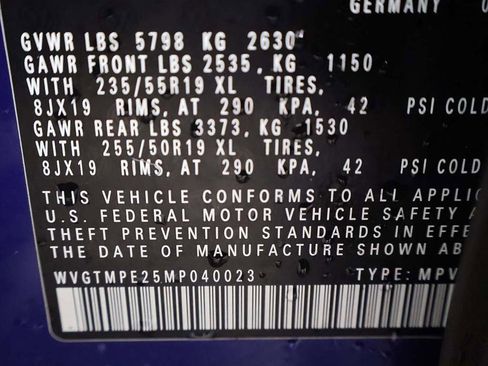 GERMANY
GVWR LBS 5798 KG 2630
GAWR FRONT LBS 2535, KG 1150
WITH 235/55R19 XL TIRES,
8JX19 RIMS, AT 290 KPA, 42 PSI COLD
GAWR REAR LBS 3373, KG 1530
WITH 255/50R19 XL TIRES,
8JX19 RIMS, AT 290 KPA, 42 PSI COLD
THIS VEHICLE CONFORMS TO ALL APPLIC
U.S. FEDERAL MOTOR VEHICLE SAFETY A
THEFT PREVENTION STANDARDS IN EFFE
THE DATE OF MANUFACTURE SHOWN ABO
WVGTMPE25MP040023 TYPE: MPV